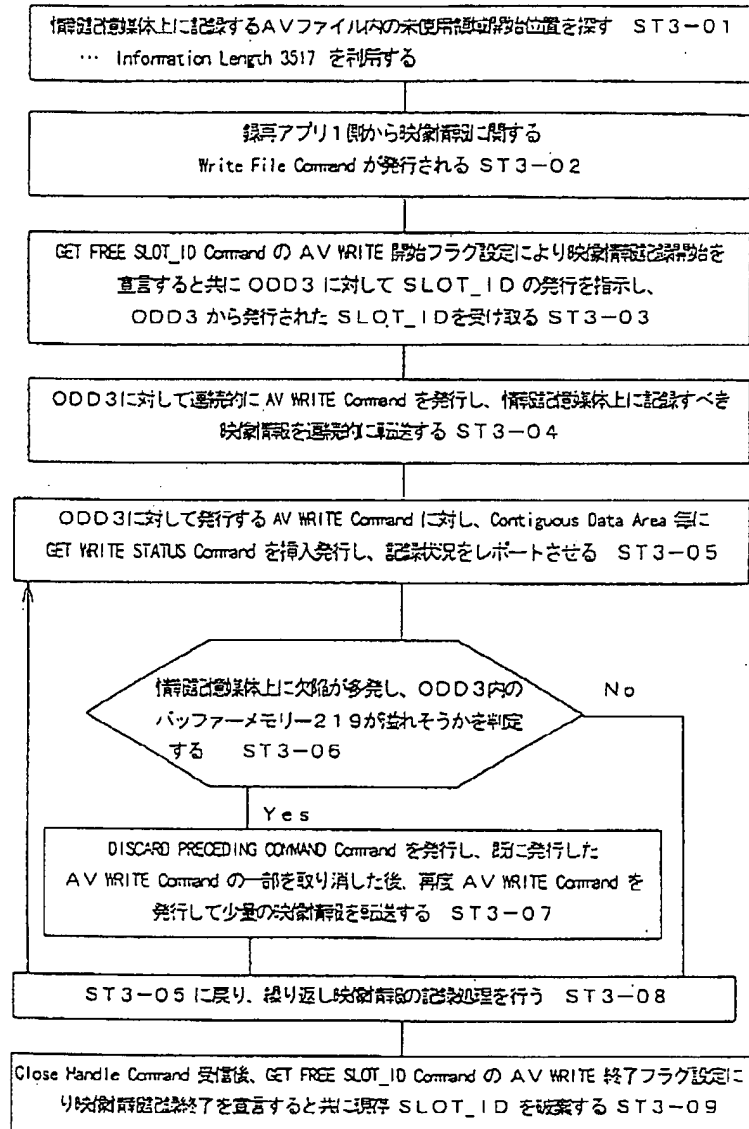 情報記憶媒体上に記録するAVファイル内の未使用領域開始位置を探す ST3-01
… Information Length 3517 を利用する
録再アプリ1側から映像情報に関する
Write File Command が発行される ST3-02
GET FREE SLOT_ID Command の AV WRITE 開始フラグ設定により映像情報記録開始を
宣言すると共に ODD3 に対して SLOT_ID の発行を指示し、
ODD3 から発行された SLOT_IDを受け取る ST3-03
ODD3に対して連続的に AV WRITE Command を発行し、情報記憶媒体上に記録すべき
映像情報を連続的に転送する ST3-04
ODD3に対して発行する AV WRITE Command に対し、Contiguous Data Area 毎に
GET WRITE STATUS Command を挿入発行し、記録状況をレポートさせる ST3-05
情報記憶媒体上に欠陥が多発し、ODD3内の
バッファーメモリー219が溢れそうかを判定
する ST3-06
No
Yes
DISCARD PRECEDING COMMAND Command を発行し、既に発行した
AV WRITE Command の一部を取り消した後、再度 AV WRITE Command を
発行して少量の映像情報を転送する ST3-07
ST3-05 に戻り、繰り返し映像情報の記録処理を行う ST3-08
Close Handle Command 受信後、GET FREE SLOT_ID Command の AV WRITE 終了フラグ設定に
り映像情報記録終了を宣言すると共に現存 SLOT_ID を破案する ST3-09